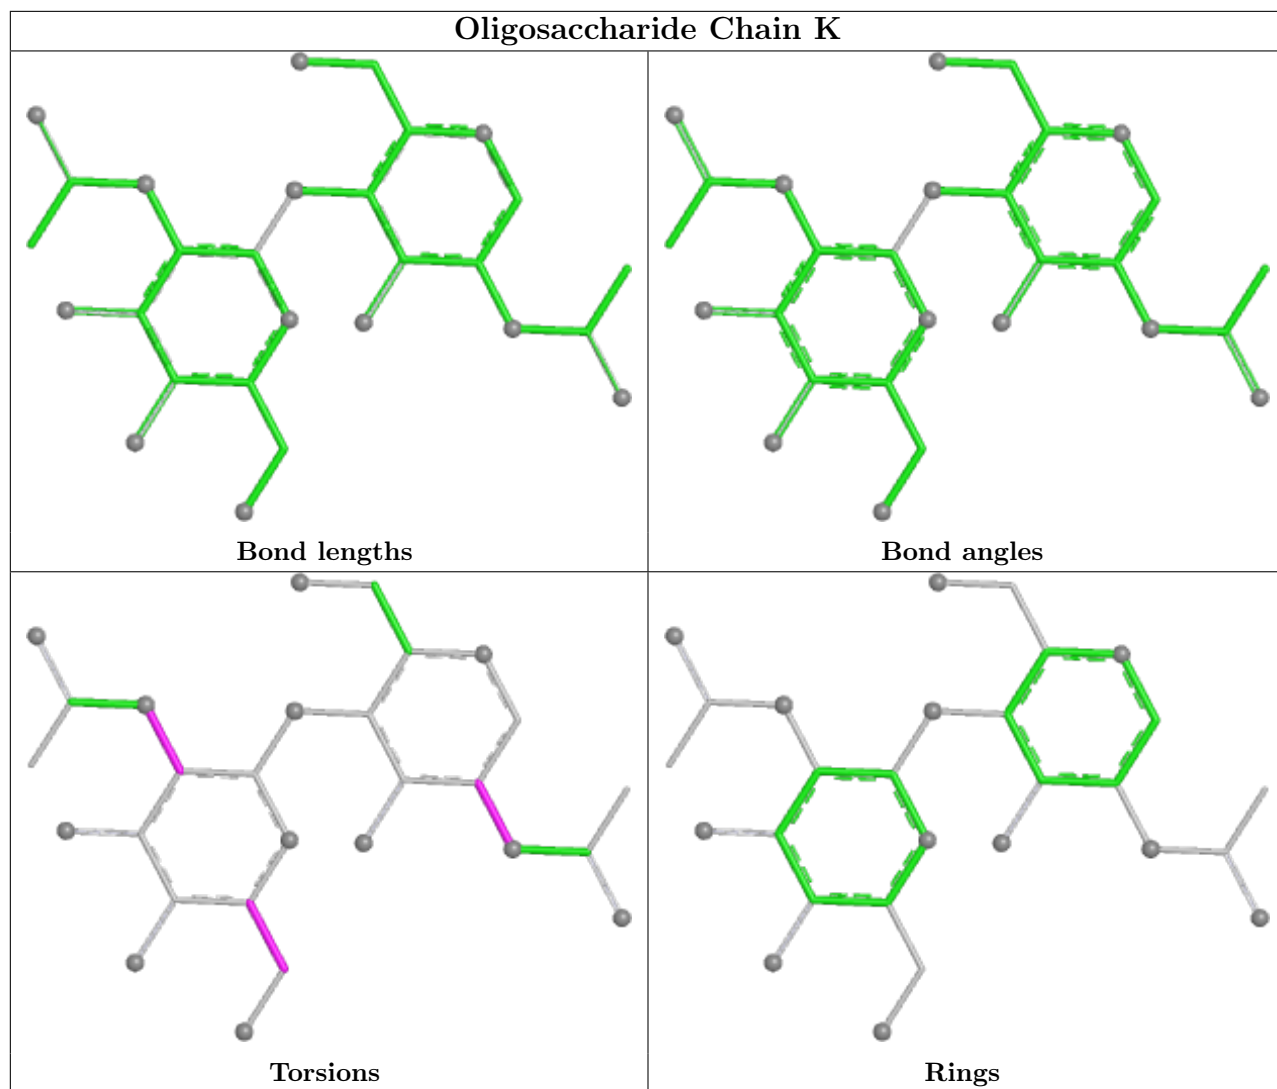 Oligosaccharide Chain K
Bond lengths
Bond angles
Torsions
Rings